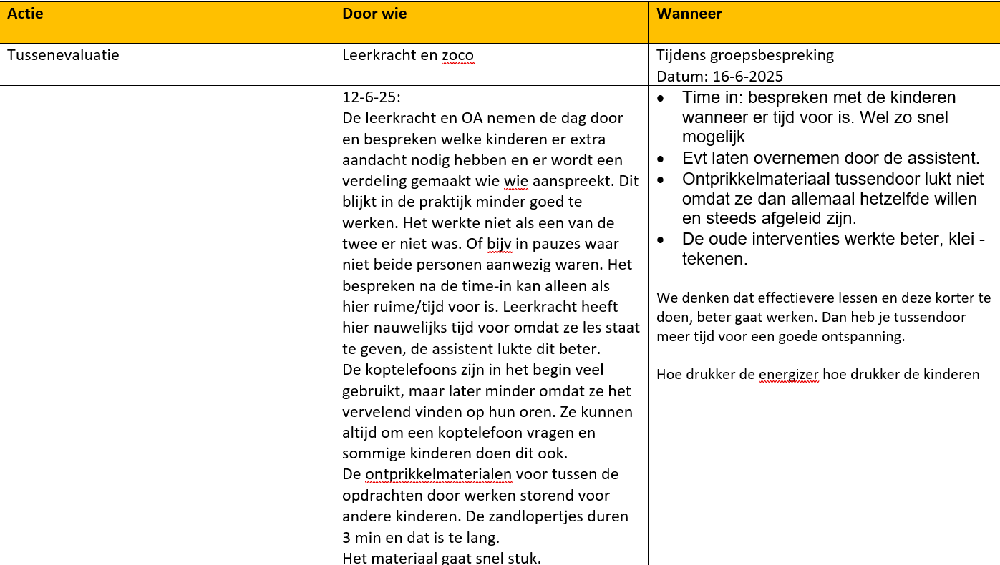 Actie
Door wie
Wanneer
Tussenevaluatie
Leerkracht en zoco
Tijdens groepsbespreking
Datum: 16-6-2025
12-6-25:
De leerkracht en OA nemen de dag door
en bespreken welke kinderen er extra
aandacht nodig hebben en er wordt een
verdeling gemaakt wie wie aanspreekt. Dit
blijkt in de praktijk minder goed te
werken. Het werkte niet als een van de
twee er niet was. Of bijv in pauzes waar
niet beide personen aanwezig waren. Het
bespreken na de time-in kan alleen als
hier ruime/tijd voor is. Leerkracht heeft
hier nauwelijks tijd voor omdat ze les staat
te geven, de assistent lukte dit beter.
De koptelefoons zijn in het begin veel
gebruikt, maar later minder omdat ze het
vervelend vinden op hun oren. Ze kunnen
altijd om een koptelefoon vragen en
sommige kinderen doen dit ook.
De ontprikkelmaterialen voor tussen de
opdrachten door werken storend voor
andere kinderen. De zandlopertjes duren
3 min en dat is te lang.
Het materiaal gaat snel stuk.
• Time in: bespreken met de kinderen
wanneer er tijd voor is. Wel zo snel
mogelijk
• Evt laten overnemen door de assistent.
• Ontprikkelmateriaal tussendoor lukt niet
omdat ze dan allemaal hetzelfde willen
en steeds afgeleid zijn.
• De oude interventies werkte beter, klei -
tekenen.
We denken dat effectievere lessen en deze korter te
doen, beter gaat werken. Dan heb je tussendoor
meer tijd voor een goede ontspanning.
Hoe drukker de energizer hoe drukker de kinderen